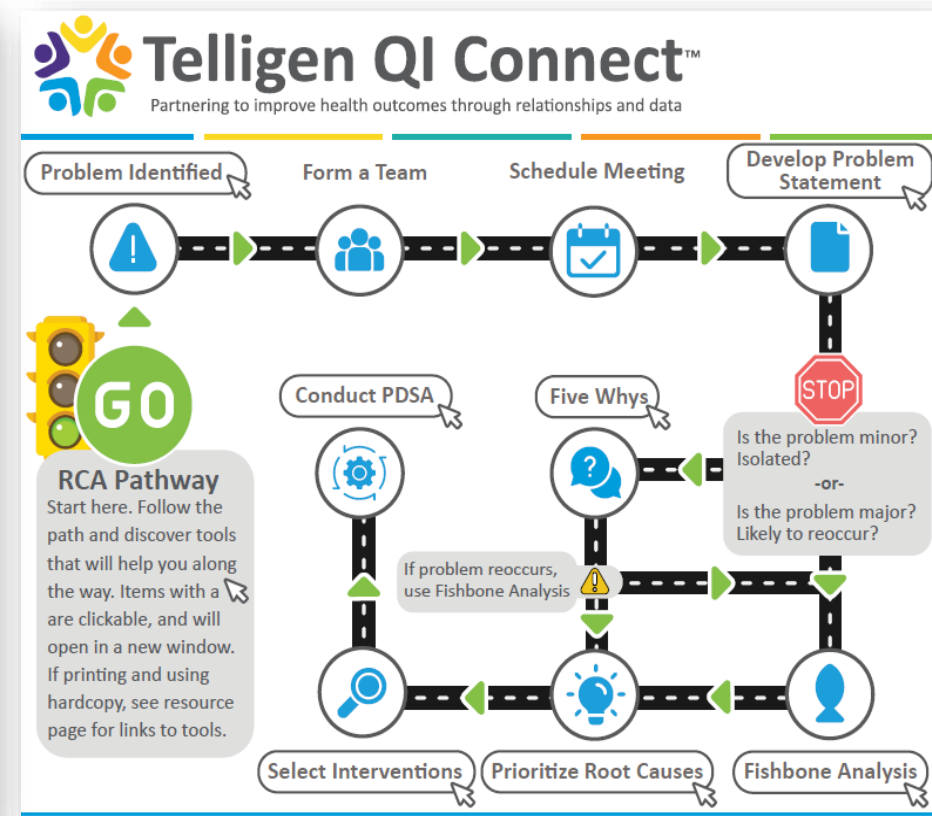 Telligen QI Connect™
Partnering to improve health outcomes through relationships and data
Problem Identified
Form a Team
Schedule Meeting
Develop Problem
Statement
GO
RCA Pathway
Start here. Follow the
path and discover tools
that will help you along
the way. Items with a
are clickable, and will
open in a new window.
If printing and using
hardcopy, see resource
page for links to tools.
Conduct PDSA
Five Whys
STOP
Is the problem minor?
Isolated?
-or-
Is the problem major?
Likely to reoccur?
If problem reoccurs,
use Fishbone Analysis
Select Interventions
Prioritize Root Causes
Fishbone Analysis